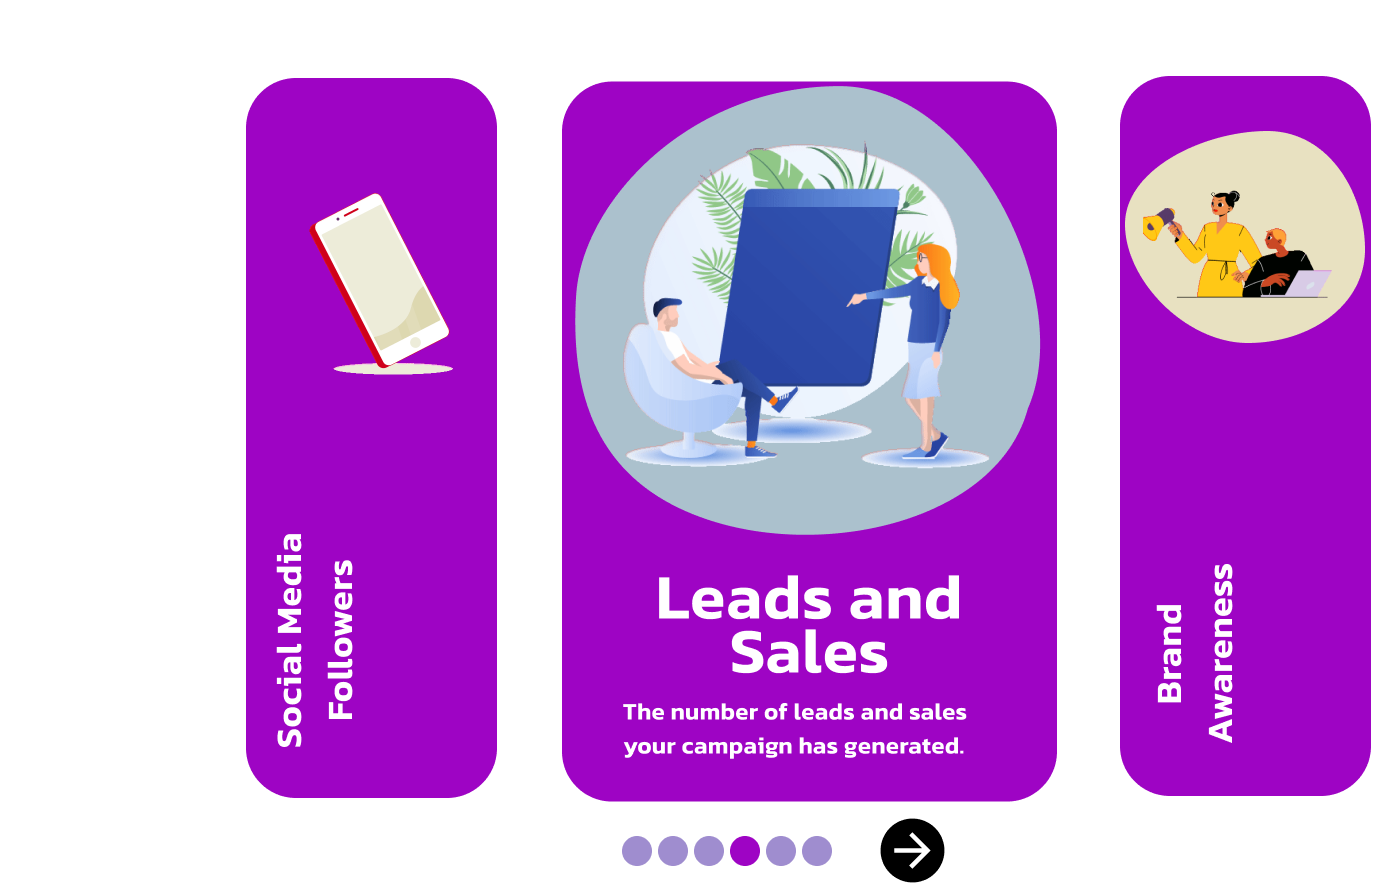 Social Media
Followers
Leads and
Sales
The number of leads and sales
your campaign has generated.
Brand
Awareness